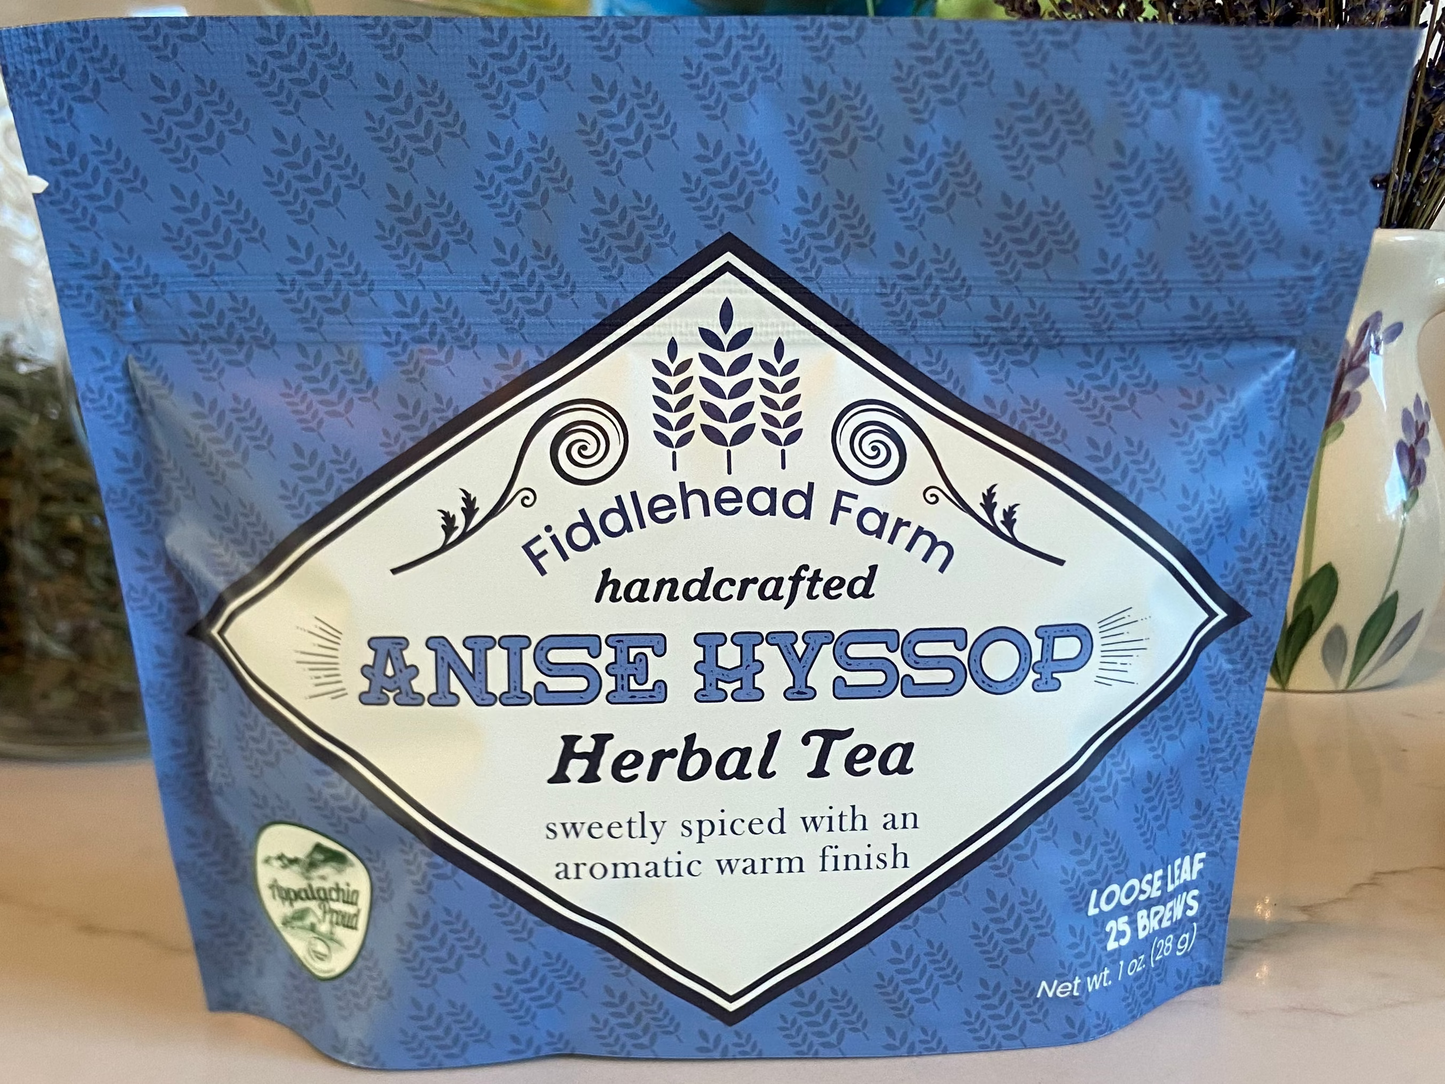 Fiddlehead Farm
handcrafted
ANISE HYSSOP
Herbal Tea
sweetly spiced with an
aromatic warm finish
Appalachia
Proud
LOOSE LEAF
25 BREWS
Net wt. 1 oz. (28 g)